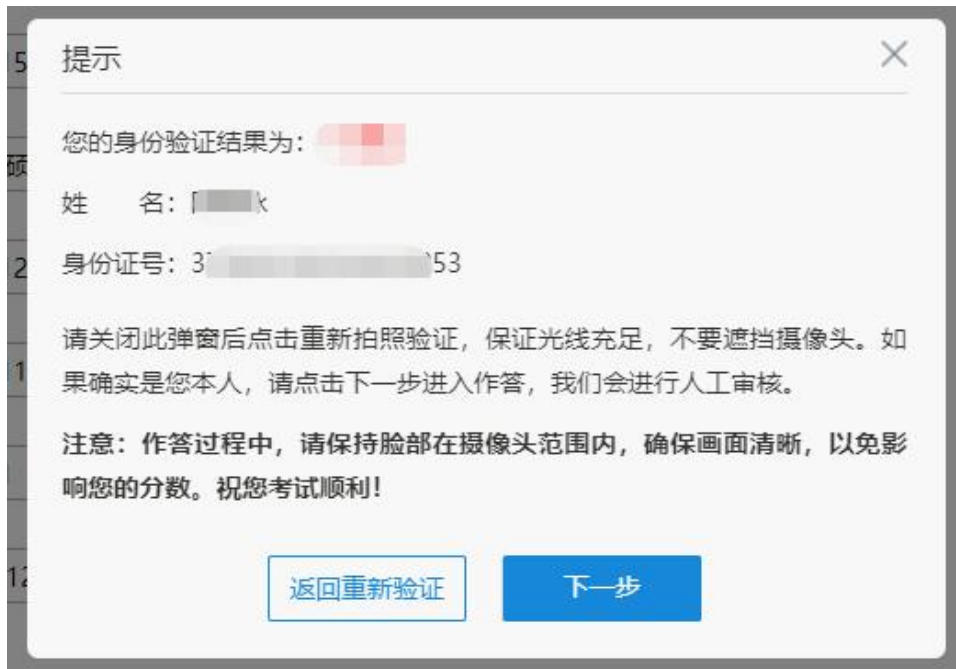 提示
您的身份验证结果为：
姓 名：
身份证号：3 53
请关闭此弹窗后点击重新拍照验证，保证光线充足，不要遮挡摄像头。如
果确实是您本人，请点击下一步进入作答，我们会进行人工审核。
注意：作答过程中，请保持脸部在摄像头范围内，确保画面清晰，以免影
响您的分数。祝您考试顺利！
返回重新验证 下一步